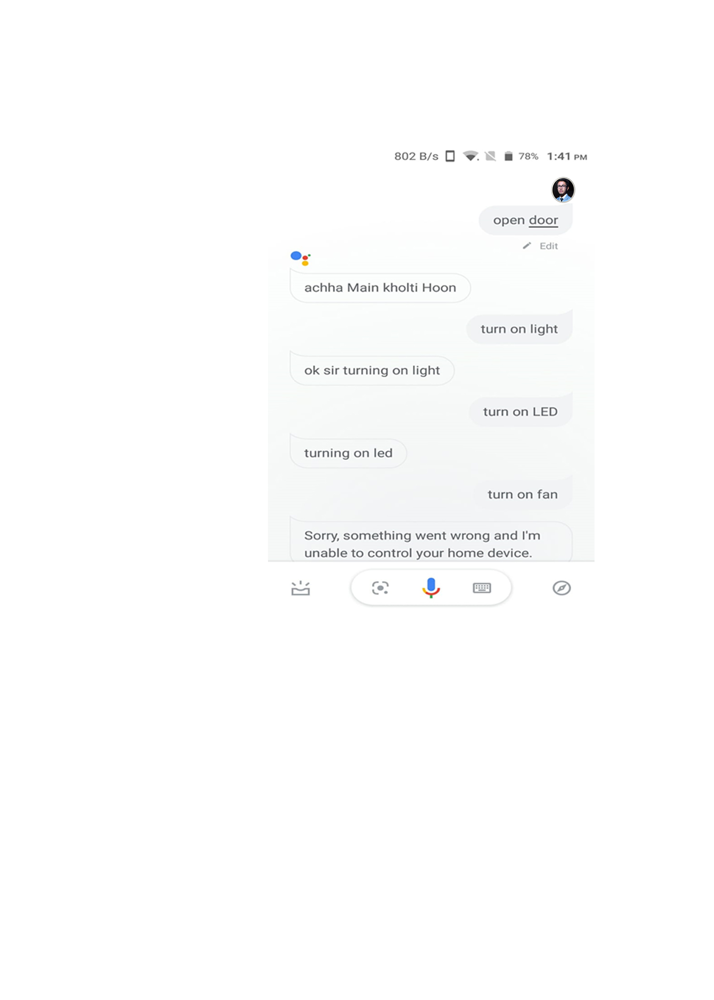 802 B/s 78% 1:41 PM
open door
Edit
achha Main kholti Hoon
turn on light
ok sir turning on light
turn on LED
turning on led
turn on fan
Sorry, something went wrong and I'm
unable to control your home device.